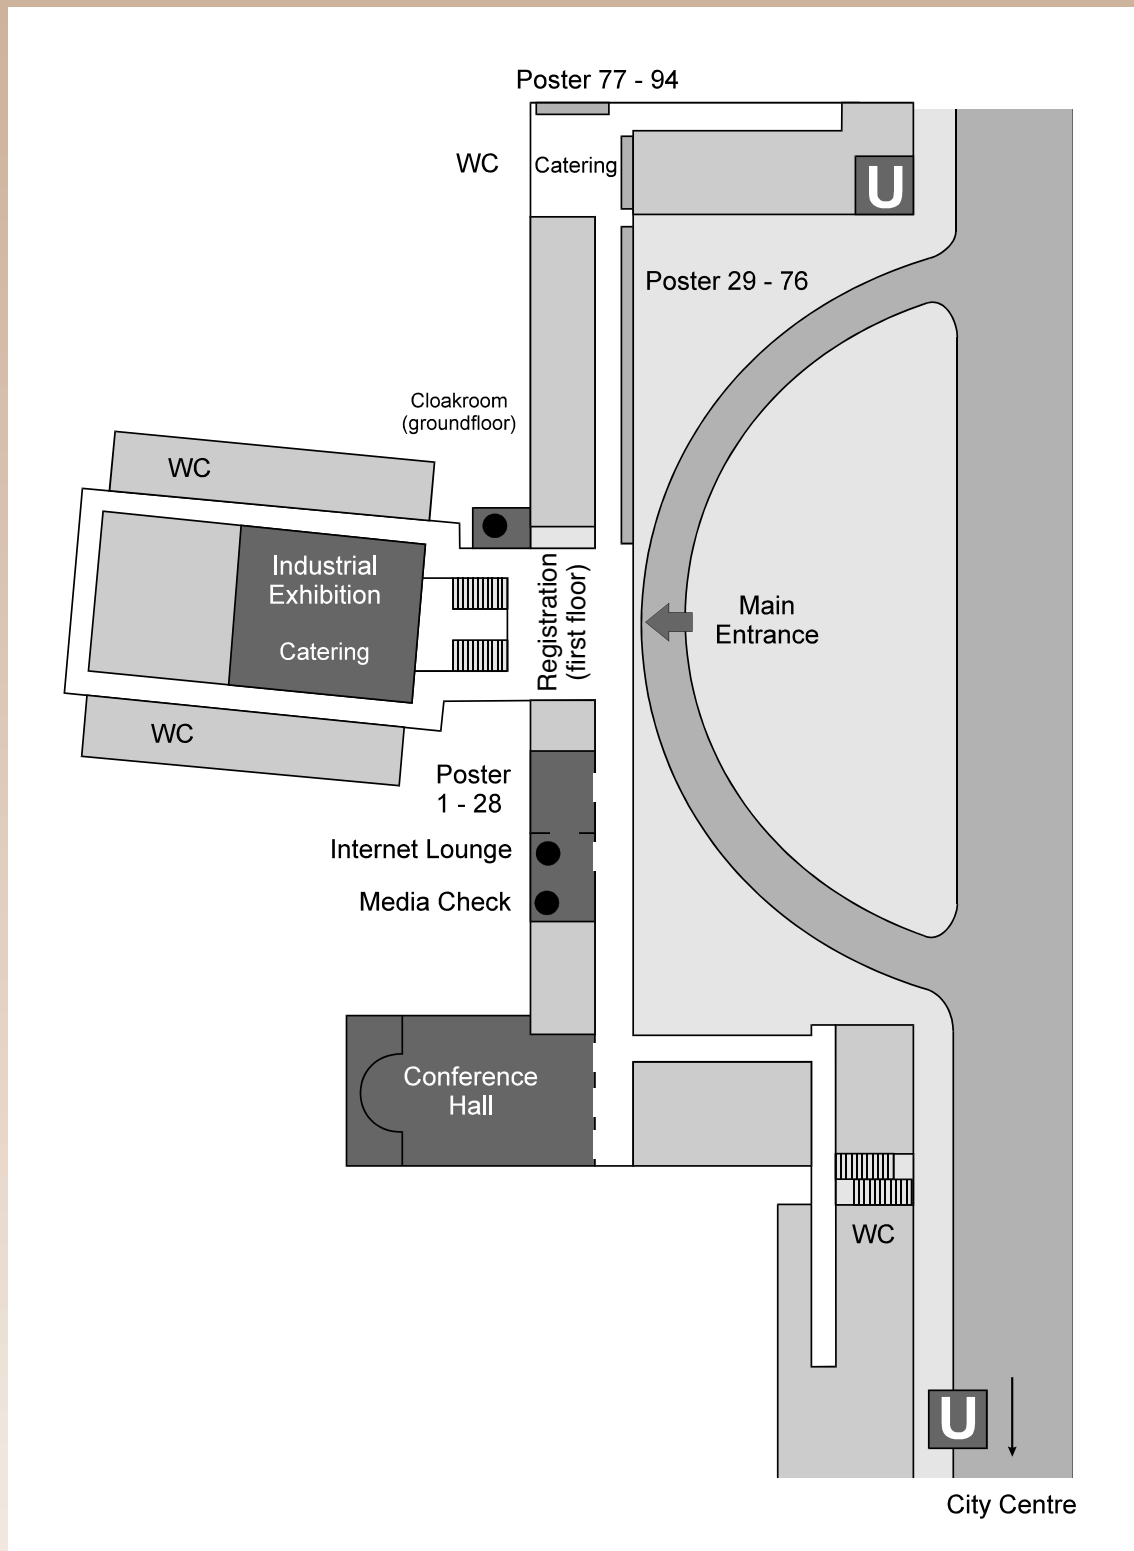 Poster 77 - 94
WC
Catering
U
Poster 29 - 76
Cloakroom
(groundfloor)
WC
Industrial
Exhibition
Catering
Registration
(first floor)
Main
Entrance
WC
Poster
1 - 28
Internet Lounge
Media Check
Conference
Hall
WC
U
City Centre